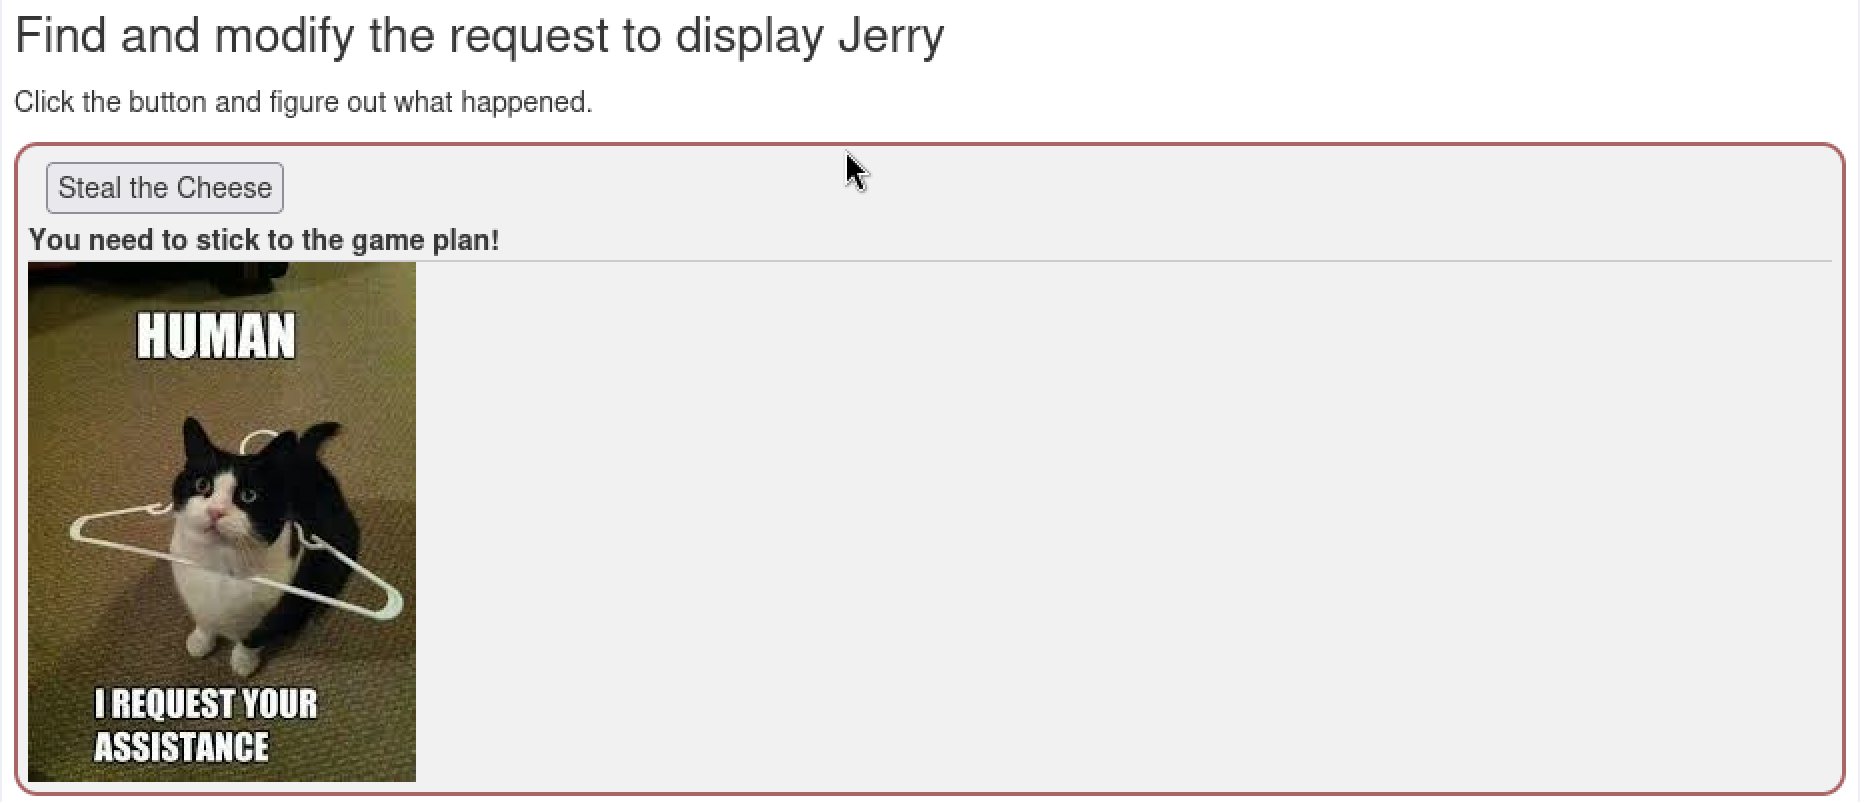 Find and modify the request to display Jerry
Click the button and figure out what happened.
Steal the Cheese
You need to stick to the game plan!
HUMAN
I REQUEST YOUR
ASSISTANCE